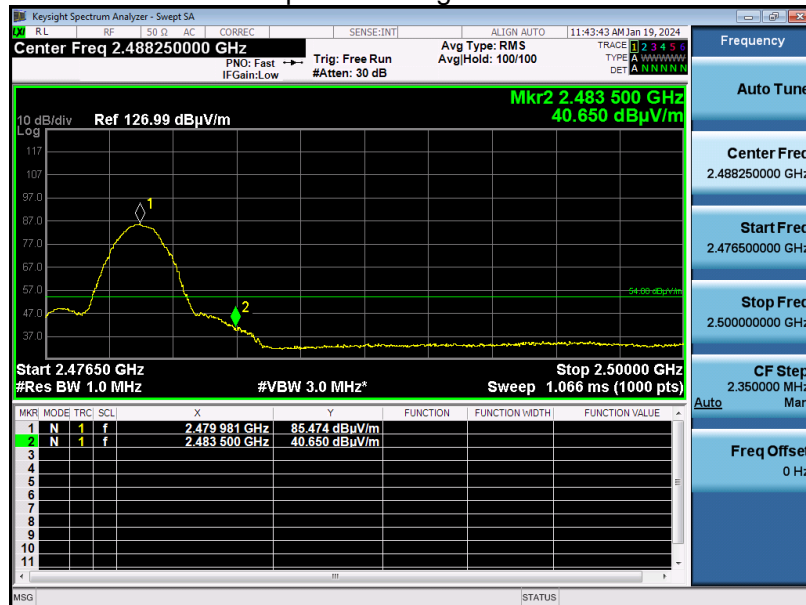 Keysight Spectrum Analyzer - Swept SA
LXI RL RF 50 Ω AC CORREC SENSE:INT ALIGN AUTO 11:43:43 AM Jan 19, 2024
Center Freq 2.488250000 GHz
PNO: Fast
IFGain:Low
Trig: Free Run
#Atten: 30 dB
Avg Type: RMS
Avg|Hold: 100/100
TRACE 1 2 3 4 5 6
TYPE A WWWWW
DET A N N N N N
Mkr2 2.483 500 GHz
40.650 dBµV/m
10 dB/div Ref 126.99 dBµV/m
Log
117
107
97.0
1
87.0
77.0
67.0
57.0
54.00 dBµV/m
47.0
2
37.0
Start 2.47650 GHz Stop 2.50000 GHz
#Res BW 1.0 MHz #VBW 3.0 MHz* Sweep 1.066 ms (1000 pts)
MKR MODE TRC SCL X Y FUNCTION FUNCTION WIDTH FUNCTION VALUE
1 N 1 f 2.479 981 GHz 85.474 dBµV/m
2 N 1 f 2.483 500 GHz 40.650 dBµV/m
3
4
5
6
7
8
9
10
11
MSG STATUS
Frequency
Auto Tune
Center Freq
2.488250000 GHz
Start Freq
2.476500000 GHz
Stop Freq
2.500000000 GHz
CF Step
2.350000 MHz
Auto Man
Freq Offset
0 Hz